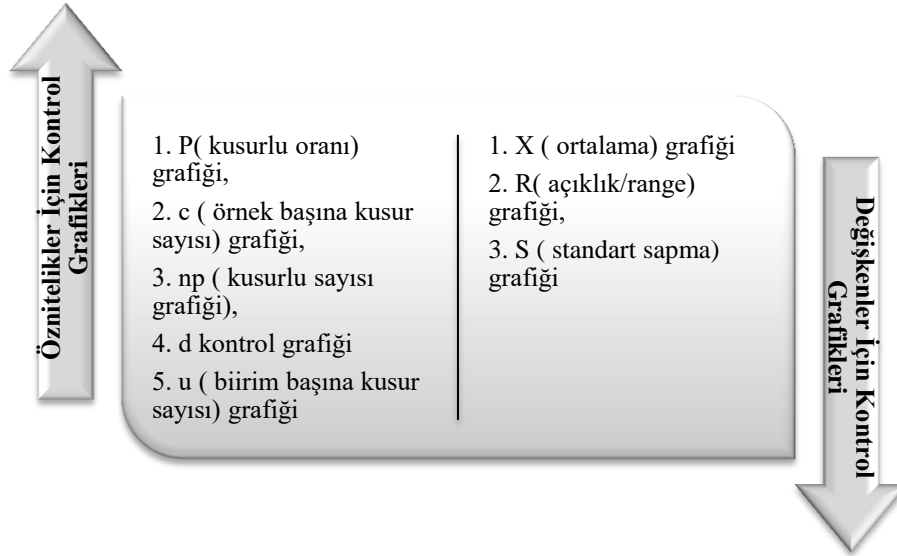 Öznitelikler İçin Kontrol
Grafikleri
1. P( kusurlu oranı)
grafiği,
2. c ( örnek başına kusur
sayısı) grafiği,
3. np ( kusurlu sayısı
grafiği),
4. d kontrol grafiği
5. u ( biirim başına kusur
sayısı) grafiği
1. X ( ortalama) grafiği
2. R( açıklık/range)
grafiği,
3. S ( standart sapma)
grafiği
Değişkenler İçin Kontrol
Grafikleri